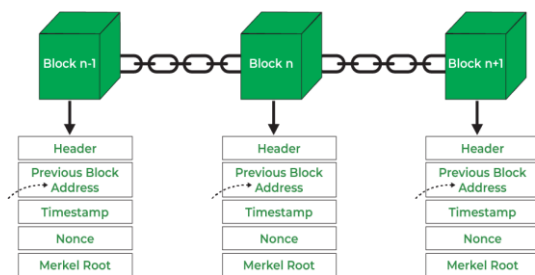 Block n-1
Block n
Block n+1
Header
Previous Block
Address
Timestamp
Nonce
Merkel Root
Header
Previous Block
Address
Timestamp
Nonce
Merkel Root
Header
Previous Block
Address
Timestamp
Nonce
Merkel Root